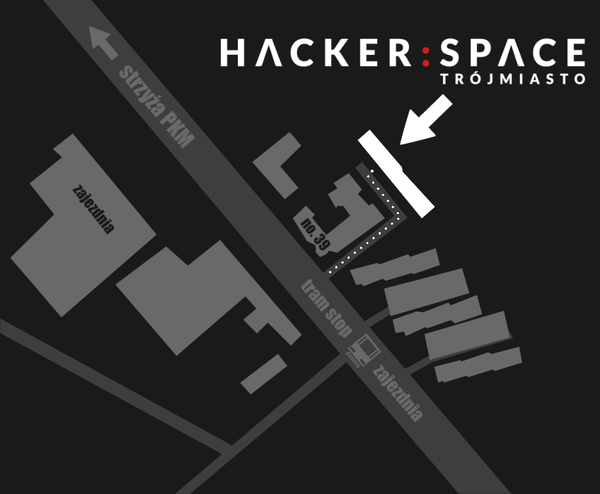 HACKER:SPACE
TRÓJMIASTO
strzyża PKM
zajezdnia
no.39
tram stop
zajezdnia